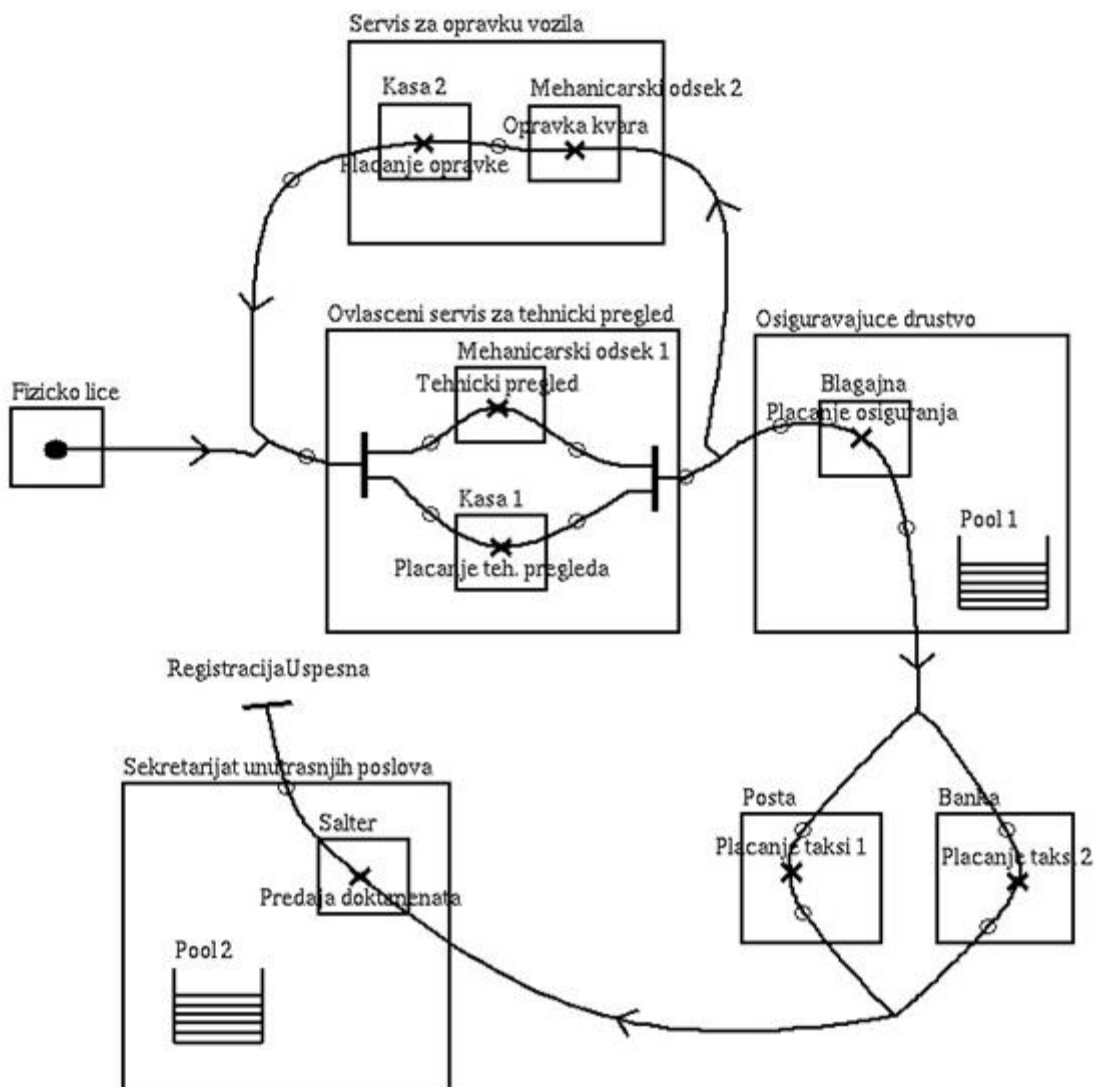 Servis za opravku vozila
Kasa 2
Mehanicarski odsek 2
Opravka kvara
Placanje opravke
Ovlasceni servis za tehnicki pregled
Osiguravajuce drustvo
Mehanicarski odsek 1
Tehnicki pregled
Fizicko lice
Blagajna
Placanje osiguranja
Kasa 1
Placanje teh. pregleda
Pool 1
RegistracijaUspesna
Sekretarijat unutrasnjih poslova
Posta
Banka
Salter
Placanje taksi 1
Placanje taksi 2
Predaja doktumenata
Pool 2